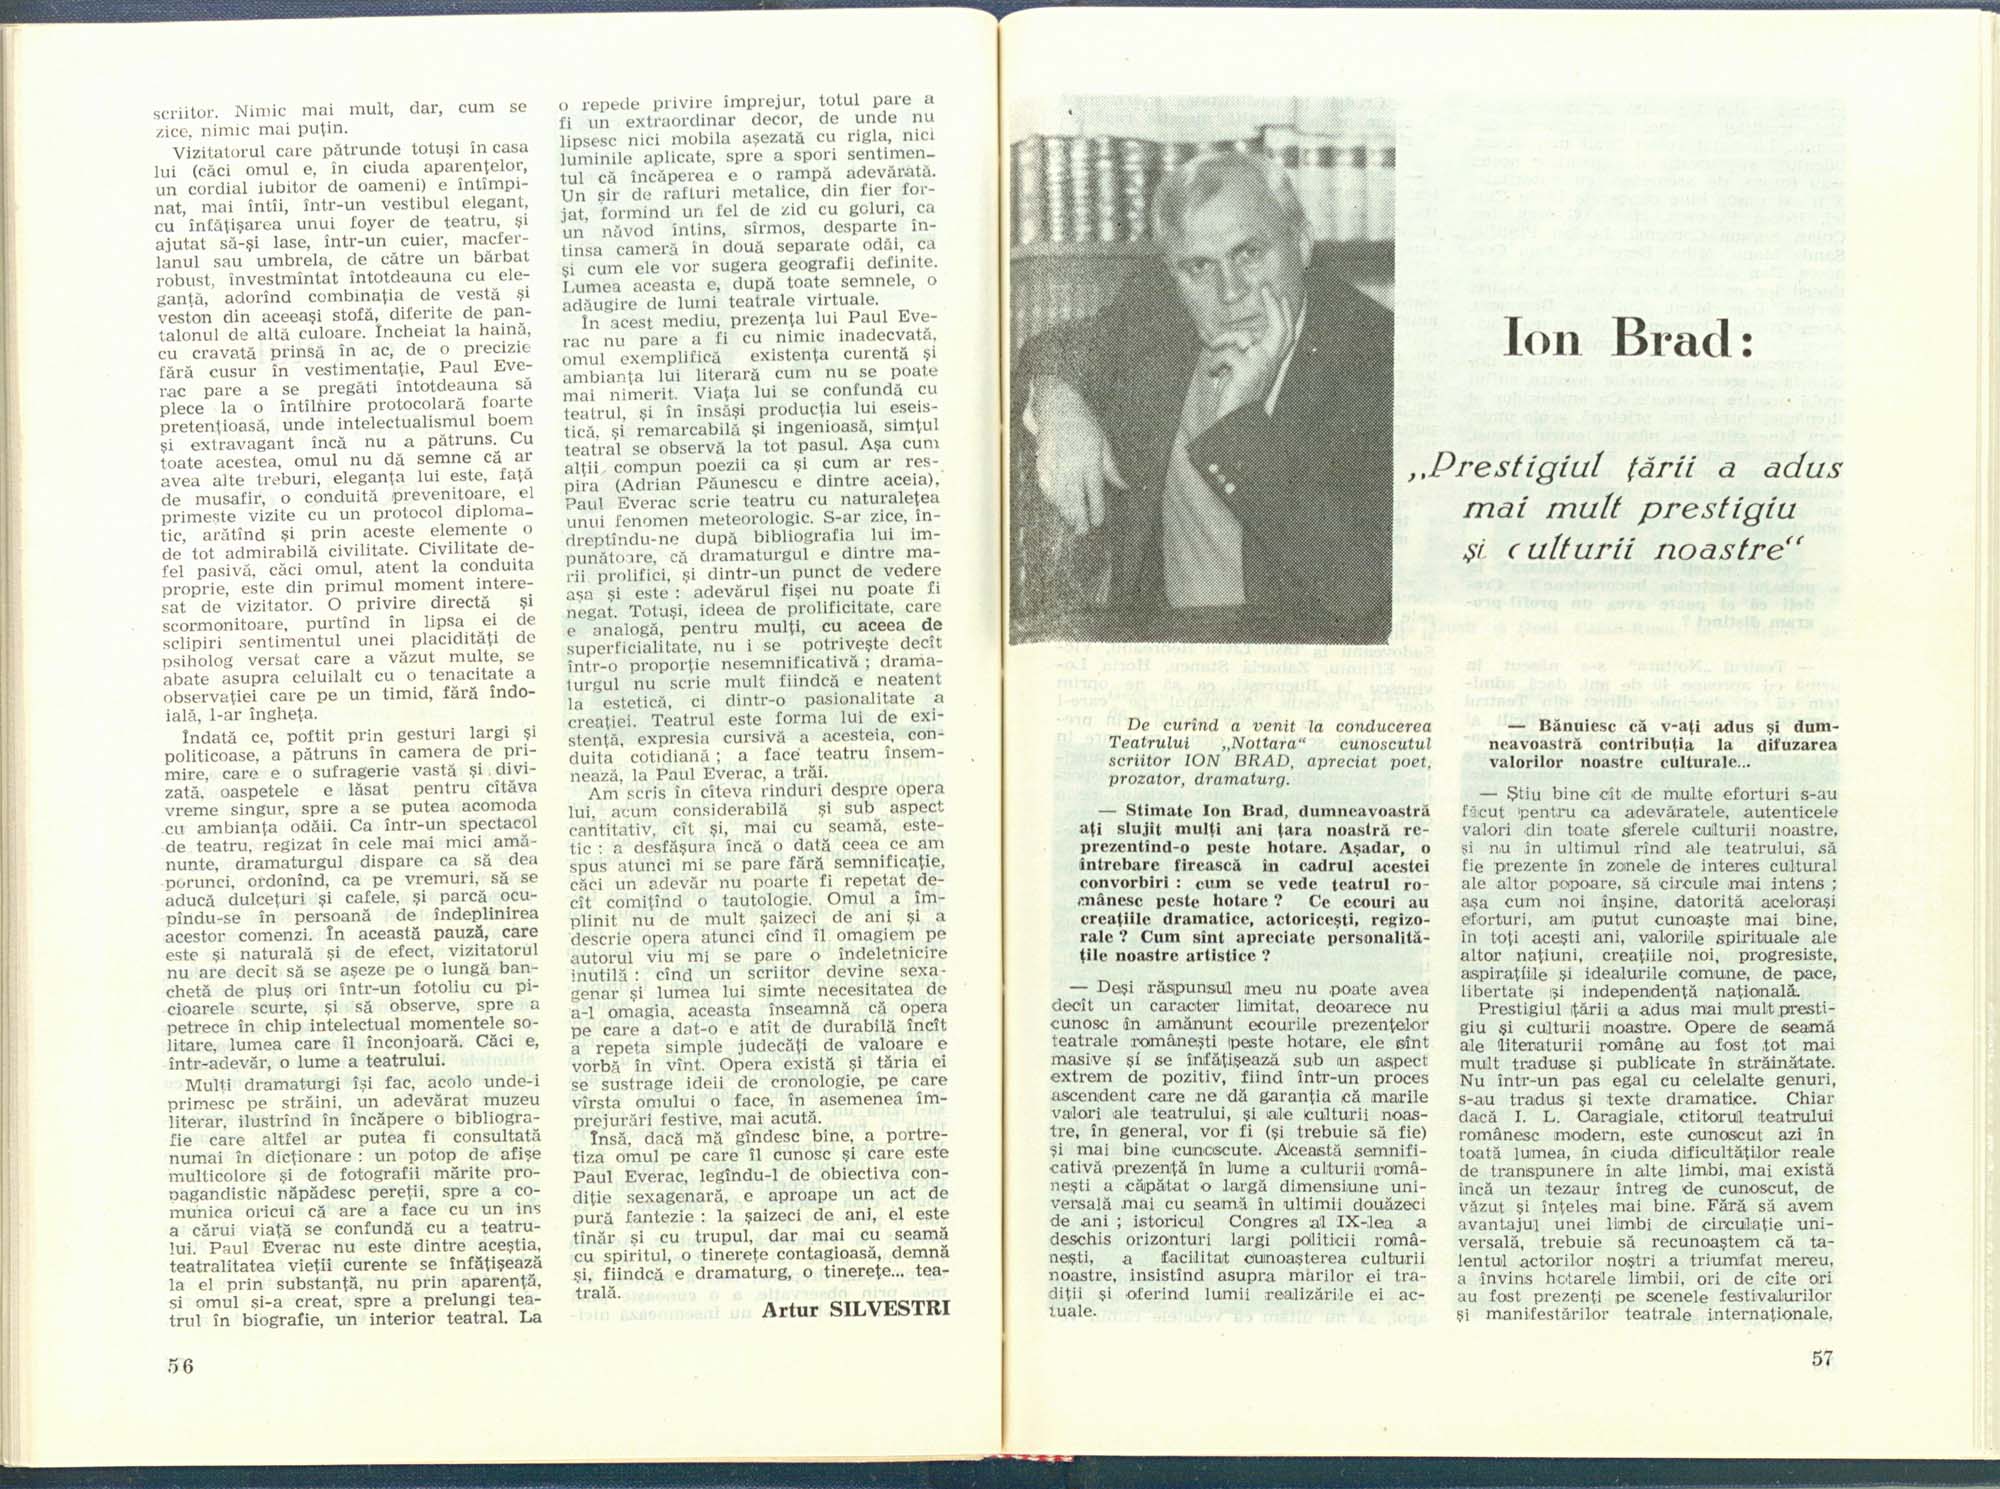 scriitor. Nimic mai mult, dar, cum se
zice, nimic mai puțin.
Vizitatorul care pătrunde totuși în casa
lui (căci omul e, în ciuda aparențelor,
un cordial iubitor de oameni) e întîmpi-
nat, mai întîi, într-un vestibul elegant,
cu înfățișarea unui foyer de teatru, și
ajutat să-și lase, într-un cuier, macfer-
lanul sau umbrela, de către un bărbat
robust, învestmîntat întotdeauna cu ele-
ganță, adorînd combinația de vestă și
veston din aceeași stofă, diferite de pan-
talonul de altă culoare. Încheiat la haină,
cu cravată prinsă în ac, de o precizie
fără cusur în vestimentație, Paul Eve-
rac pare a se pregăti întotdeauna să
plece la o întîlnire protocolară foarte
pretențioasă, unde intelectualismul boem
și extravagant încă nu a pătruns. Cu
toate acestea, omul nu dă semne că ar
avea alte treburi, eleganța lui este, față
de musafir, o conduită prevenitoare, el
primește vizite cu un protocol diploma-
tic, arătînd și prin aceste elemente o
de tot admirabilă civilitate. Civilitate de-
fel pasivă, căci omul, atent la conduita
proprie, este din primul moment intere-
sat de vizitator. O privire directă și
scormonitoare, purtînd în lipsa ei de
sclipiri sentimentul unei placidități de
psiholog versat care a văzut multe, se
abate asupra celuilalt cu o tenacitate a
observației care pe un timid, fără îndo-
ială, l-ar îngheța.
Îndată ce, poftit prin gesturi largi și
politicoase, a pătruns în camera de pri-
mire, care e o sufragerie vastă și divi-
zată, oaspetele e lăsat pentru cîtăva
vreme singur, spre a se putea acomoda
cu ambianța odăii. Ca într-un spectacol
de teatru, regizat în cele mai mici amă-
nunte, dramaturgul dispare ca să dea
porunci, ordonînd, ca pe vremuri, să se
aducă dulcețuri și cafele, și parcă ocu-
pîndu-se în persoană de îndeplinirea
acestor comenzi. În această pauză, care
este și naturală și de efect, vizitatorul
nu are decît să se așeze pe o lungă ban-
chetă de pluș ori într-un fotoliu cu pi-
cioarele scurte, și să observe, spre a
petrece în chip intelectual momentele so-
litare, lumea care îl înconjoară. Căci e,
într-adevăr, o lume a teatrului.
Mulți dramaturgi își fac, acolo unde-i
primesc pe străini, un adevărat muzeu
literar, ilustrînd în încăpere o bibliogra-
fie care altfel ar putea fi consultată
numai în dicționare : un potop de afișe
multicolore și de fotografii mărite pro-
pagandistic năpădesc pereții, spre a co-
munica oricui că are a face cu un ins
a cărui viață se confundă cu a teatru-
lui. Paul Everac nu este dintre aceștia,
teatralitatea vieții curente se înfățișează
la el prin substanță, nu prin aparență,
și omul și-a creat, spre a prelungi tea-
trul în biografie, un interior teatral. La
56
o repede privire împrejur, totul pare a
fi un extraordinar decor, de unde nu
lipsesc nici mobila așezată cu rigla, nici
luminile aplicate, spre a spori sentimen-
tul că încăperea e o rampă adevărată.
Un șir de rafturi metalice, din fier for-
jat, formind un fel de zid cu goluri, ca
un năvod întins, sîrmos, desparte în-
tinsa cameră în două separate odăi, ca
și cum ele vor sugera geografii definite.
Lumea aceasta e, după toate semnele, o
adăugire de lumi teatrale virtuale.
În acest mediu, prezența lui Paul Eve-
rac nu pare a fi cu nimic inadecvată,
omul exemplifică existența curentă și
ambianța lui literară cum nu se poate
mai nimerit. Viața lui se confundă cu
teatrul, și în însăși producția lui eseis-
tică, și remarcabilă și ingenioasă, simțul
teatral se observă la tot pasul. Așa cum
alții compun poezii ca și cum ar res-
pira (Adrian Păunescu e dintre aceia),
Paul Everac scrie teatru cu naturalețea
unui fenomen meteorologic. S-ar zice, în-
dreptîndu-ne după bibliografia lui im-
punătoare, că dramaturgul e dintre ma-
rii prolifici, și dintr-un punct de vedere
așa și este : adevărul fișei nu poate fi
negat. Totuși, ideea de prolificitate, care
e analogă, pentru mulți, cu aceea de
superficialitate, nu i se potrivește decît
într-o proporție nesemnificativă ; drama-
turgul nu scrie mult fiindcă e neatent
la estetică, ci dintr-o pasionalitate a
creației. Teatrul este forma lui de exi-
stență, expresia cursivă a acesteia, con-
duita cotidiană ; a face teatru însem-
nează, la Paul Everac, a trăi.
Am scris în cîteva rînduri despre opera
lui, acum considerabilă și sub aspect
cantitativ, cît și, mai cu seamă, este-
tic : a desfășura încă o dată ceea ce am
spus atunci mi se pare fără semnificație,
căci un adevăr nu poarte fi repetat de-
cît comițînd o tautologie. Omul a îm-
plinit nu de mult șaizeci de ani și a
descrie opera atunci cînd îl omagiem pe
autorul viu mi se pare o îndeletnicire
inutilă : cînd un scriitor devine sexa-
genar și lumea lui simte necesitatea de
a-l omagia, aceasta înseamnă că opera
pe care a dat-o e atît de durabilă încît
a repeta simple judecăți de valoare e
vorbă în vînt. Opera există și tăria ei
se sustrage ideii de cronologie, pe care
vîrsta omului o face, în asemenea îm-
prejurări festive, mai acută.
Însă, dacă mă gîndesc bine, a portre-
tiza omul pe care îl cunosc și care este
Paul Everac, legîndu-l de obiectiva con-
diție sexagenară, e aproape un act de
pură fantezie : la șaizeci de ani, el este
tînăr și cu trupul, dar mai cu seamă
cu spiritul, o tinerețe contagioasă, demnă
și, fiindcă e dramaturg, o tinerețe... tea-
trală.
Artur SILVESTRI
Ion Brad:
„Prestigiul țării a adus
mai mult prestigiu
și culturii noastre“
De curînd a venit la conducerea
Teatrului „Nottara“ cunoscutul
scriitor ION BRAD, apreciat poet,
prozator, dramaturg.
— Stimate Ion Brad, dumneavoastră
ați slujit mulți ani țara noastră re-
prezentînd-o peste hotare. Așadar, o
întrebare firească în cadrul acestei
convorbiri : cum se vede teatrul ro-
mânesc peste hotare ? Ce ecouri au
creațiile dramatice, actoricești, regizo-
rale ? Cum sînt apreciate personalită-
țile noastre artistice ?
— Deși răspunsul meu nu poate avea
decît un caracter limitat, deoarece nu
cunosc în amănunt ecourile prezențelor
teatrale românești peste hotare, ele sînt
masive și se înfățișează sub un aspect
extrem de pozitiv, fiind într-un proces
ascendent care ne dă garanția că marile
valori ale teatrului, și ale culturii noas-
tre, în general, vor fi (și trebuie să fie)
și mai bine cunoscute. Această semnifi-
cativă prezență în lume a culturii româ-
nești a căpătat o largă dimensiune uni-
versală mai cu seamă în ultimii douăzeci
de ani ; istoricul Congres al IX-lea a
deschis orizonturi largi politicii româ-
nești, a facilitat cunoașterea culturii
noastre, insistînd asupra marilor ei tra-
diții și oferind lumii realizările ei ac-
tuale.
— Bănuiesc că v-ați adus și dum-
neavoastră contribuția la difuzarea
valorilor noastre culturale...
— Știu bine cît de multe eforturi s-au
făcut pentru ca adevăratele, autenticele
valori din toate sferele culturii noastre,
și nu în ultimul rînd ale teatrului, să
fie prezente în zonele de interes cultural
ale altor popoare, să circule mai intens ;
așa cum noi înșine, datorită acelorași
eforturi, am putut cunoaște mai bine,
în toți acești ani, valorile spirituale ale
altor națiuni, creațiile noi, progresiste,
aspirațiile și idealurile comune, de pace,
libertate și independență națională.
Prestigiul țării a adus mai mult presti-
giu și culturii noastre. Opere de seamă
ale literaturii române au fost tot mai
mult traduse și publicate în străinătate.
Nu într-un pas egal cu celelalte genuri,
s-au tradus și texte dramatice. Chiar
dacă I. L. Caragiale, ctitorul teatrului
românesc modern, este cunoscut azi în
toată lumea, în ciuda dificultăților reale
de transpunere în alte limbi, mai există
încă un tezaur întreg de cunoscut, de
văzut și înțeles mai bine. Fără să avem
avantajul unei limbi de circulație uni-
versală, trebuie să recunoaștem că ta-
lentul actorilor noștri a triumfat mereu,
a învins hotarele limbii, ori de cîte ori
au fost prezenți pe scenele festivalurilor
și manifestărilor teatrale internaționale,
57